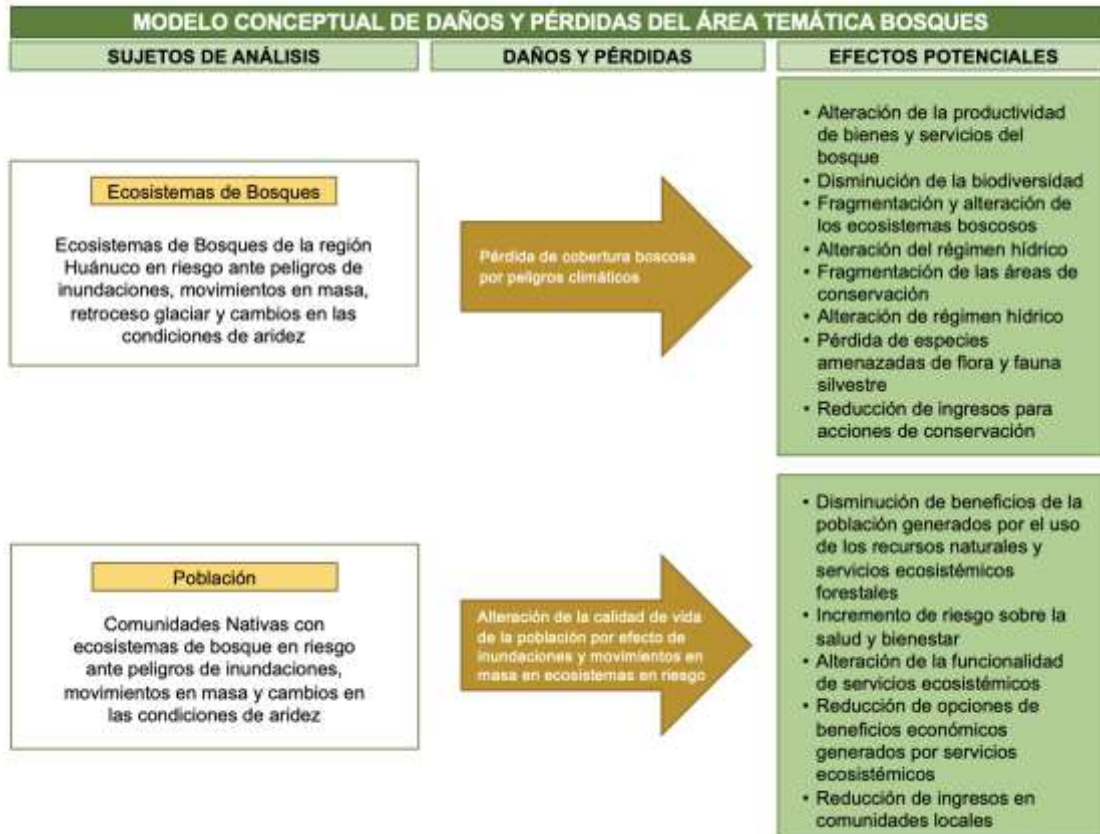 MODELO CONCEPTUAL DE DAÑOS Y PÉRDIDAS DEL ÁREA TEMÁTICA BOSQUES
SUJETOS DE ANÁLISIS
DAÑOS Y PÉRDIDAS
EFECTOS POTENCIALES
Ecosistemas de Bosques
Ecosistemas de Bosques de la región
Huánuco en riesgo ante peligros de
inundaciones, movimientos en masa,
retroceso glaciar y cambios en las
condiciones de aridez
Pérdida de cobertura boscosa
por peligros climáticos
• Alteración de la productividad
de bienes y servicios del
bosque
• Disminución de la biodiversidad
• Fragmentación y alteración de
los ecosistemas boscosos
• Alteración del régimen hídrico
• Fragmentación de las áreas de
conservación
• Alteración de régimen hídrico
• Pérdida de especies
amenazadas de flora y fauna
silvestre
• Reducción de ingresos para
acciones de conservación
Población
Comunidades Nativas con
ecosistemas de bosque en riesgo
ante peligros de inundaciones,
movimientos en masa y cambios en
las condiciones de aridez
Alteración de la calidad de vida
de la población por efecto de
inundaciones y movimientos en
masa en ecosistemas en riesgo
• Disminución de beneficios de la
población generados por el uso
de los recursos naturales y
servicios ecosistémicos
forestales
• Incremento de riesgo sobre la
salud y bienestar
• Alteración de la funcionalidad
de servicios ecosistémicos
• Reducción de opciones de
beneficios económicos
generados por servicios
ecosistémicos
• Reducción de ingresos en
comunidades locales